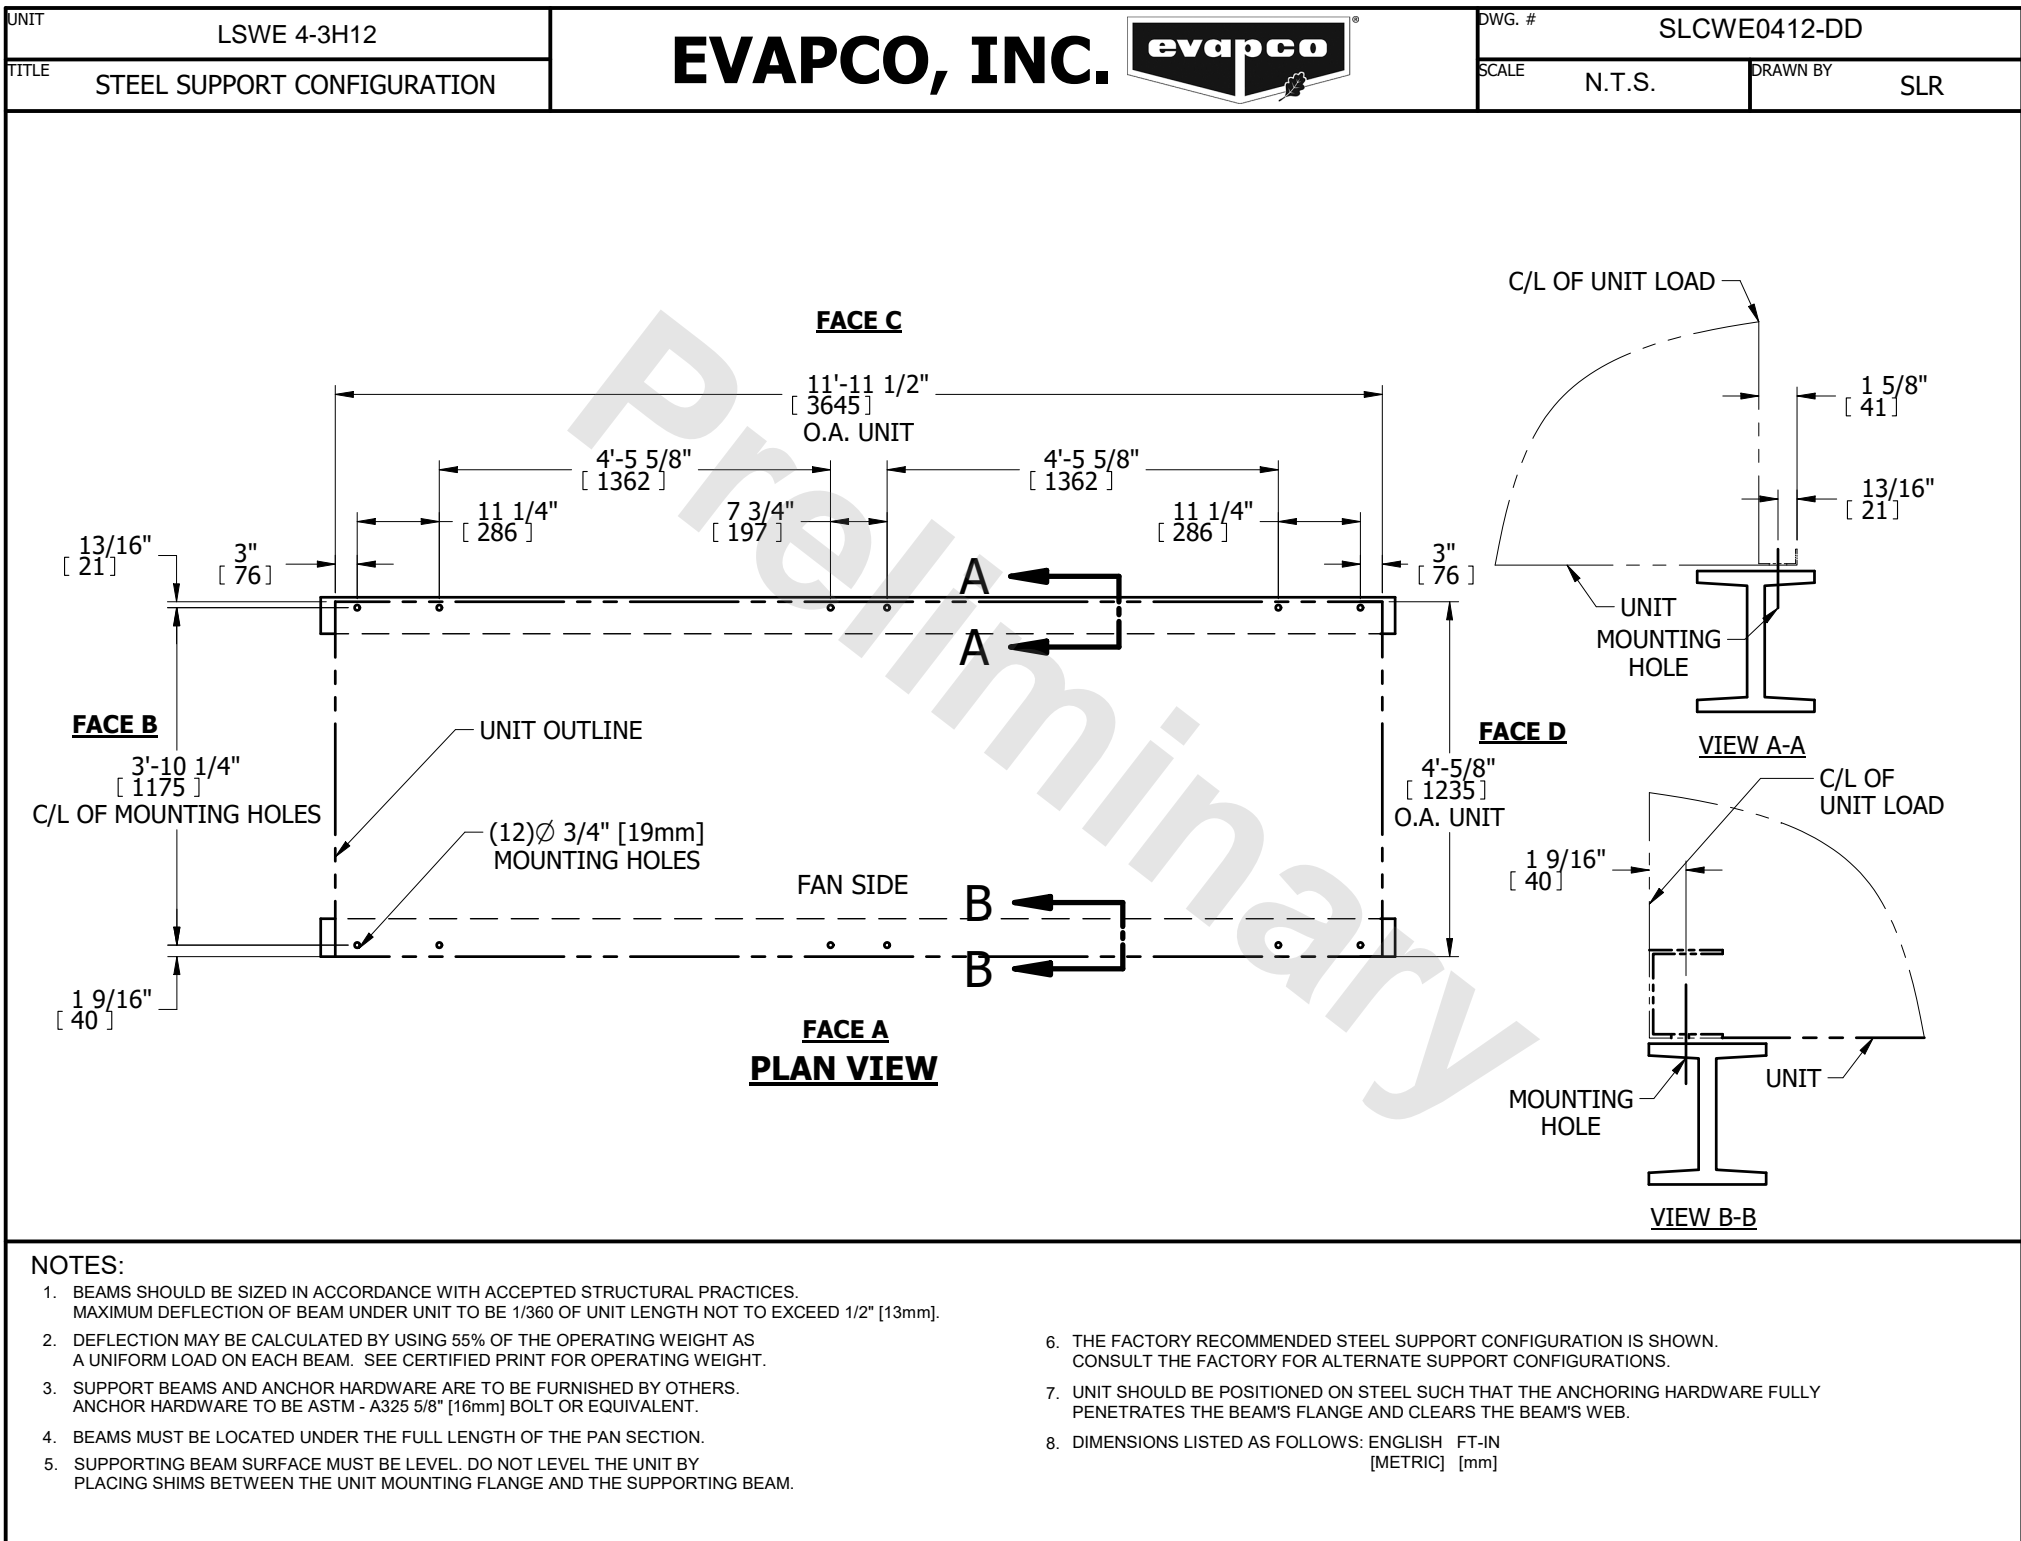 UNIT
LSWE 4-3H12
TITLE
STEEL SUPPORT CONFIGURATION
EVAPCO, INC.
evapco
®
DWG. #
SLCWE0412-DD
SCALE
N.T.S.
DRAWN BY
SLR
Preliminary
FACE C
11'-11 1/2"
[ 3645 ]
O.A. UNIT
4'-5 5/8"
[ 1362 ]
4'-5 5/8"
[ 1362 ]
11 1/4"
[ 286 ]
7 3/4"
[ 197 ]
11 1/4"
[ 286 ]
13/16"
[ 21 ]
3"
[ 76 ]
3"
[ 76 ]
A
A
FACE B
3'-10 1/4"
[ 1175 ]
C/L OF MOUNTING HOLES
UNIT OUTLINE
(12)Ø 3/4" [19mm]
MOUNTING HOLES
FAN SIDE
B
B
FACE D
4'-5/8"
[ 1235 ]
O.A. UNIT
1 9/16"
[ 40 ]
FACE A
PLAN VIEW
C/L OF UNIT LOAD
1 5/8"
[ 41 ]
13/16"
[ 21 ]
UNIT
MOUNTING
HOLE
VIEW A-A
C/L OF
UNIT LOAD
1 9/16"
[ 40 ]
UNIT
MOUNTING
HOLE
VIEW B-B
NOTES:
1. BEAMS SHOULD BE SIZED IN ACCORDANCE WITH ACCEPTED STRUCTURAL PRACTICES.
MAXIMUM DEFLECTION OF BEAM UNDER UNIT TO BE 1/360 OF UNIT LENGTH NOT TO EXCEED 1/2" [13mm].
2. DEFLECTION MAY BE CALCULATED BY USING 55% OF THE OPERATING WEIGHT AS
A UNIFORM LOAD ON EACH BEAM. SEE CERTIFIED PRINT FOR OPERATING WEIGHT.
3. SUPPORT BEAMS AND ANCHOR HARDWARE ARE TO BE FURNISHED BY OTHERS.
ANCHOR HARDWARE TO BE ASTM - A325 5/8" [16mm] BOLT OR EQUIVALENT.
4. BEAMS MUST BE LOCATED UNDER THE FULL LENGTH OF THE PAN SECTION.
5. SUPPORTING BEAM SURFACE MUST BE LEVEL. DO NOT LEVEL THE UNIT BY
PLACING SHIMS BETWEEN THE UNIT MOUNTING FLANGE AND THE SUPPORTING BEAM.
6. THE FACTORY RECOMMENDED STEEL SUPPORT CONFIGURATION IS SHOWN.
CONSULT THE FACTORY FOR ALTERNATE SUPPORT CONFIGURATIONS.
7. UNIT SHOULD BE POSITIONED ON STEEL SUCH THAT THE ANCHORING HARDWARE FULLY
PENETRATES THE BEAM'S FLANGE AND CLEARS THE BEAM'S WEB.
8. DIMENSIONS LISTED AS FOLLOWS: ENGLISH FT-IN
[METRIC] [mm]